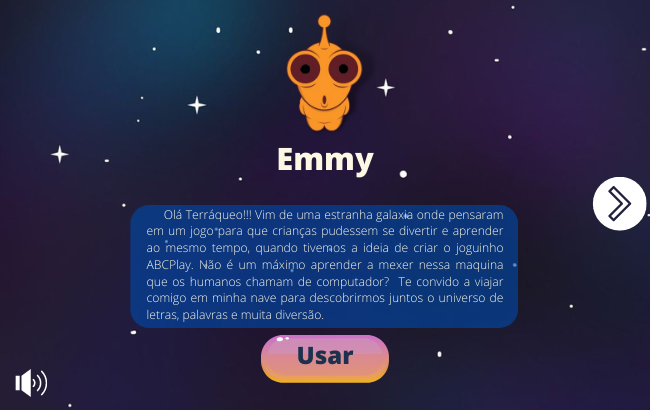 Emmy
Olá Terráqueo!!! Vim de uma estranha galaxia onde pensaram
em um jogo para que crianças pudessem se divertir e aprender
ao mesmo tempo, quando tivemos a ideia de criar o joguinho
ABCPlay. Não é um máximo aprender a mexer nessa maquina
que os humanos chamam de computador? Te convido a viajar
comigo em minha nave para descobrirmos juntos o universo de
letras, palavras e muita diversão.
Usar